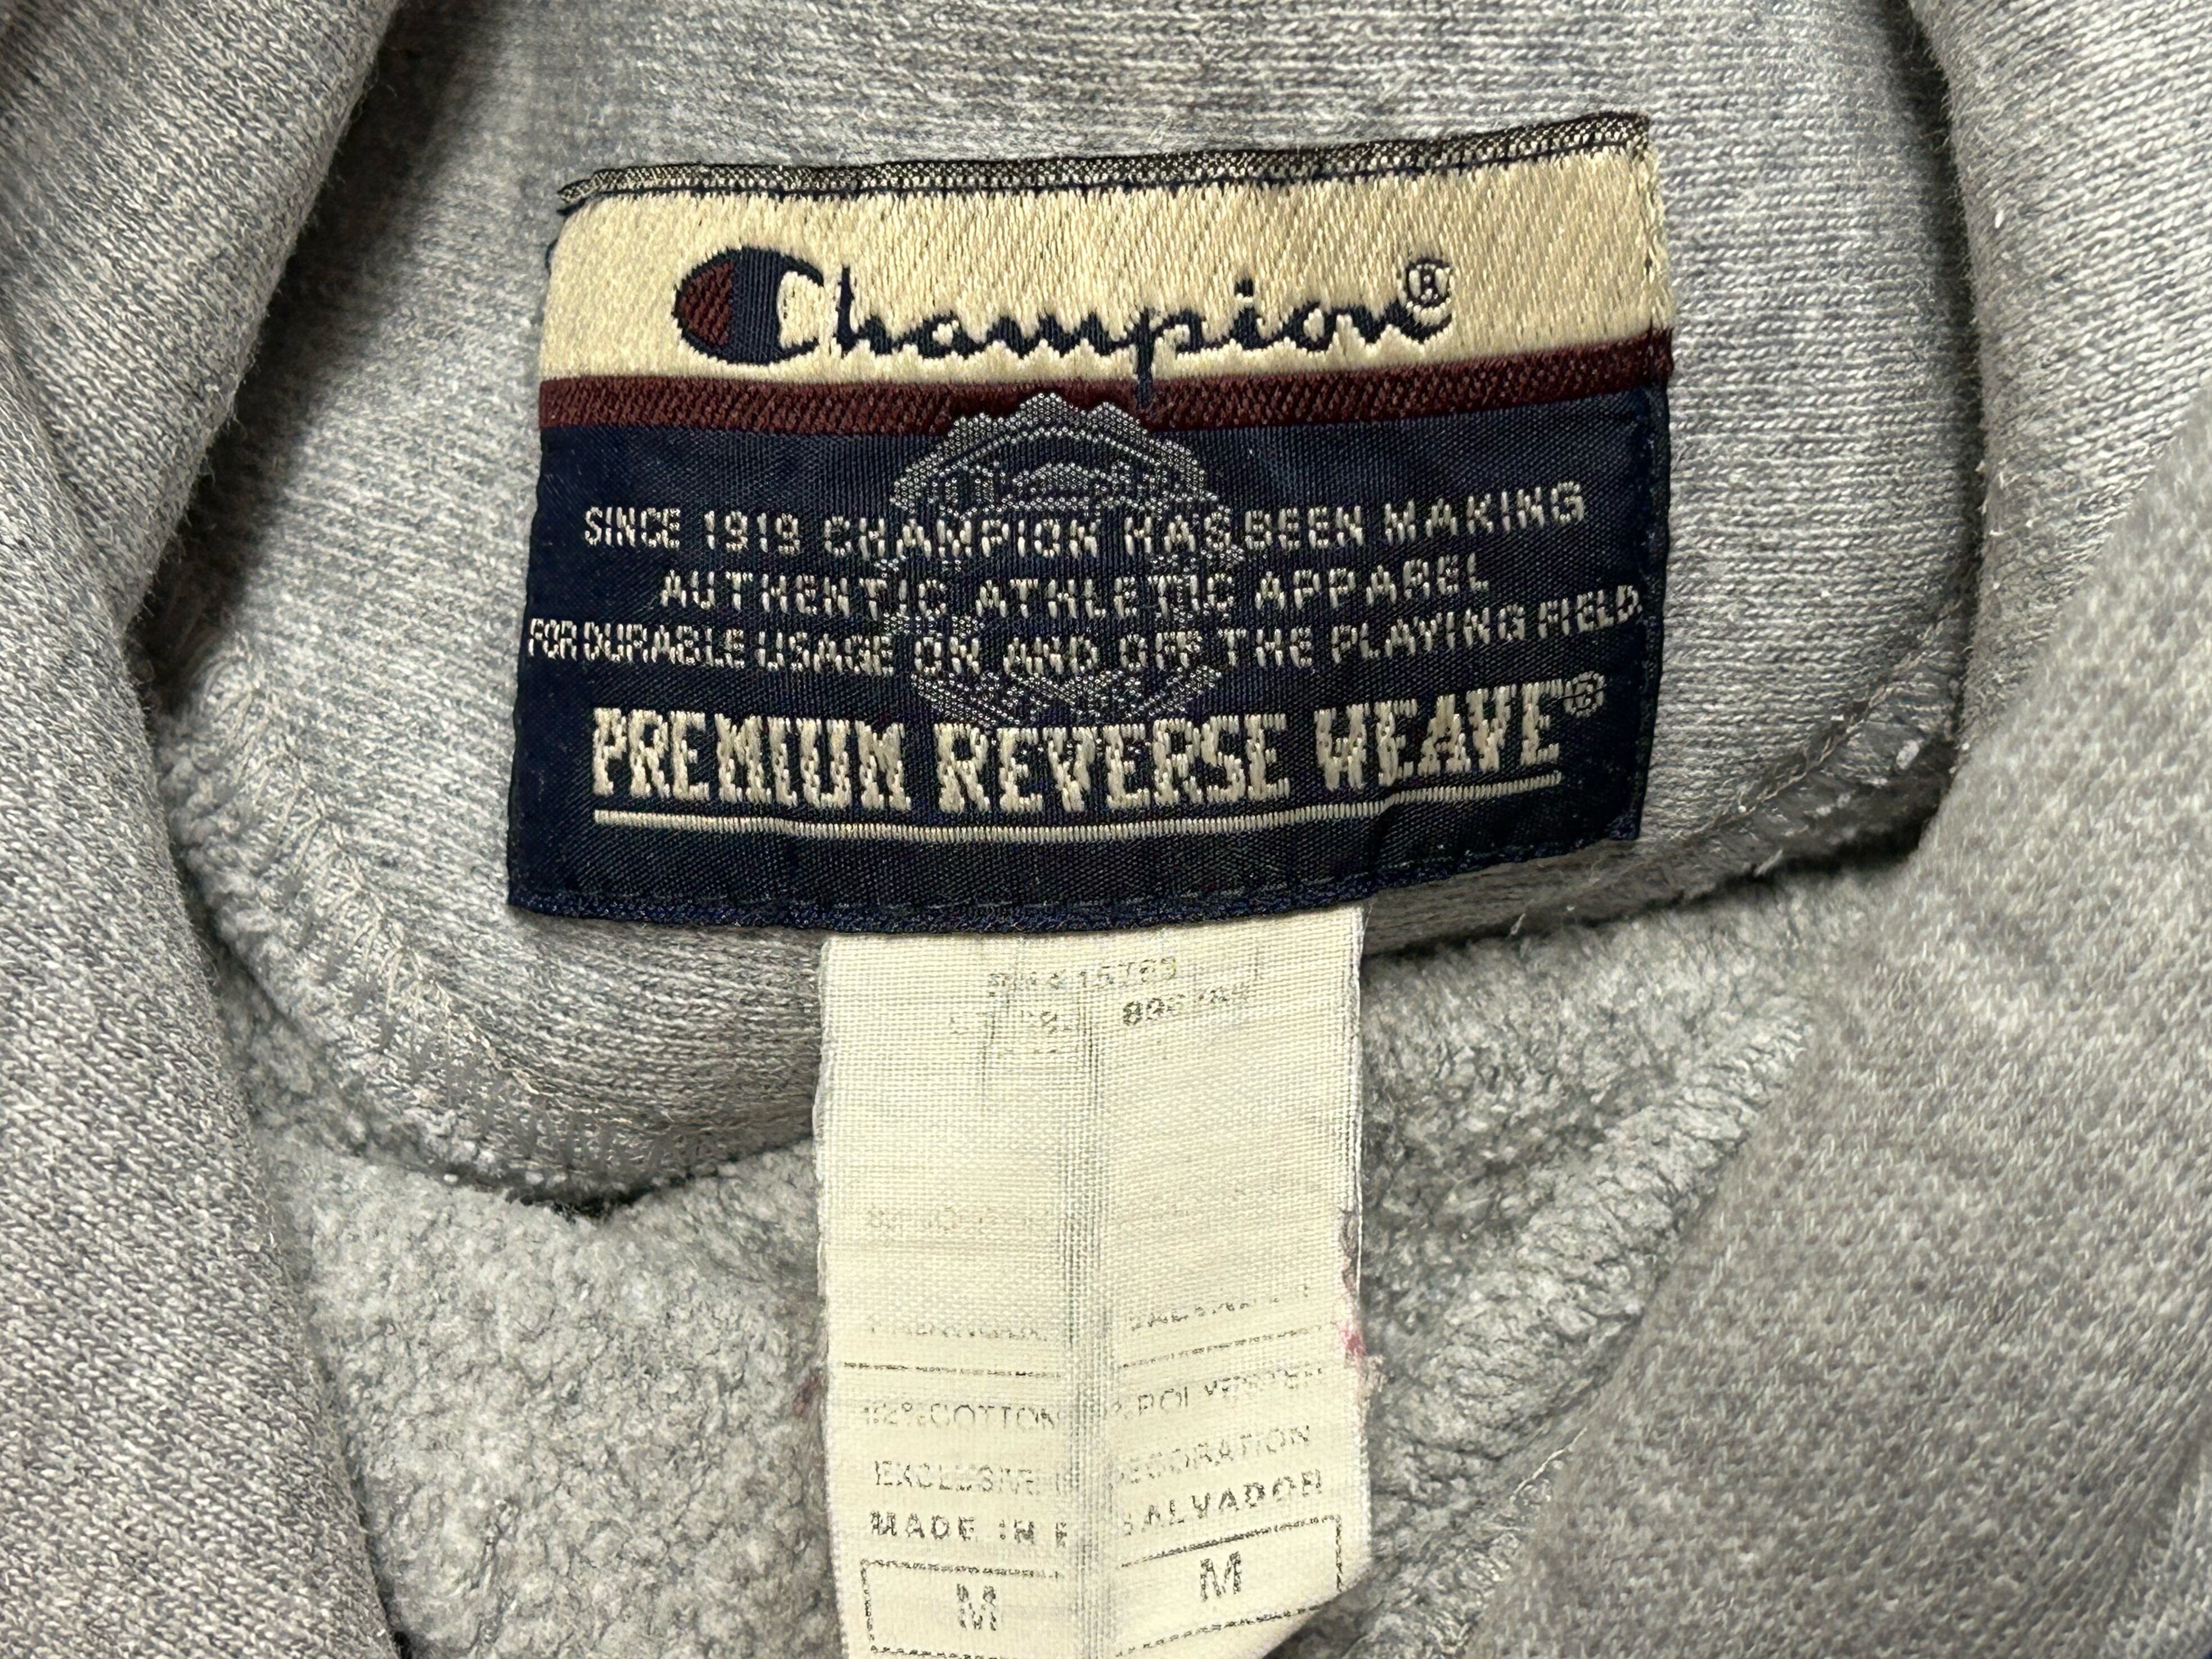 Champion®
SINCE 1919 CHAMPION HAS BEEN MAKING
AUTHENTIC ATHLETIC APPAREL
FOR DURABLE USAGE ON AND OFF THE PLAYING FIELD.
PREMIUM REVERSE WEAVE®
15763
COTTON POLYESTER
EXCLUSIVE DECORATION
MADE IN SALVADOR
M M